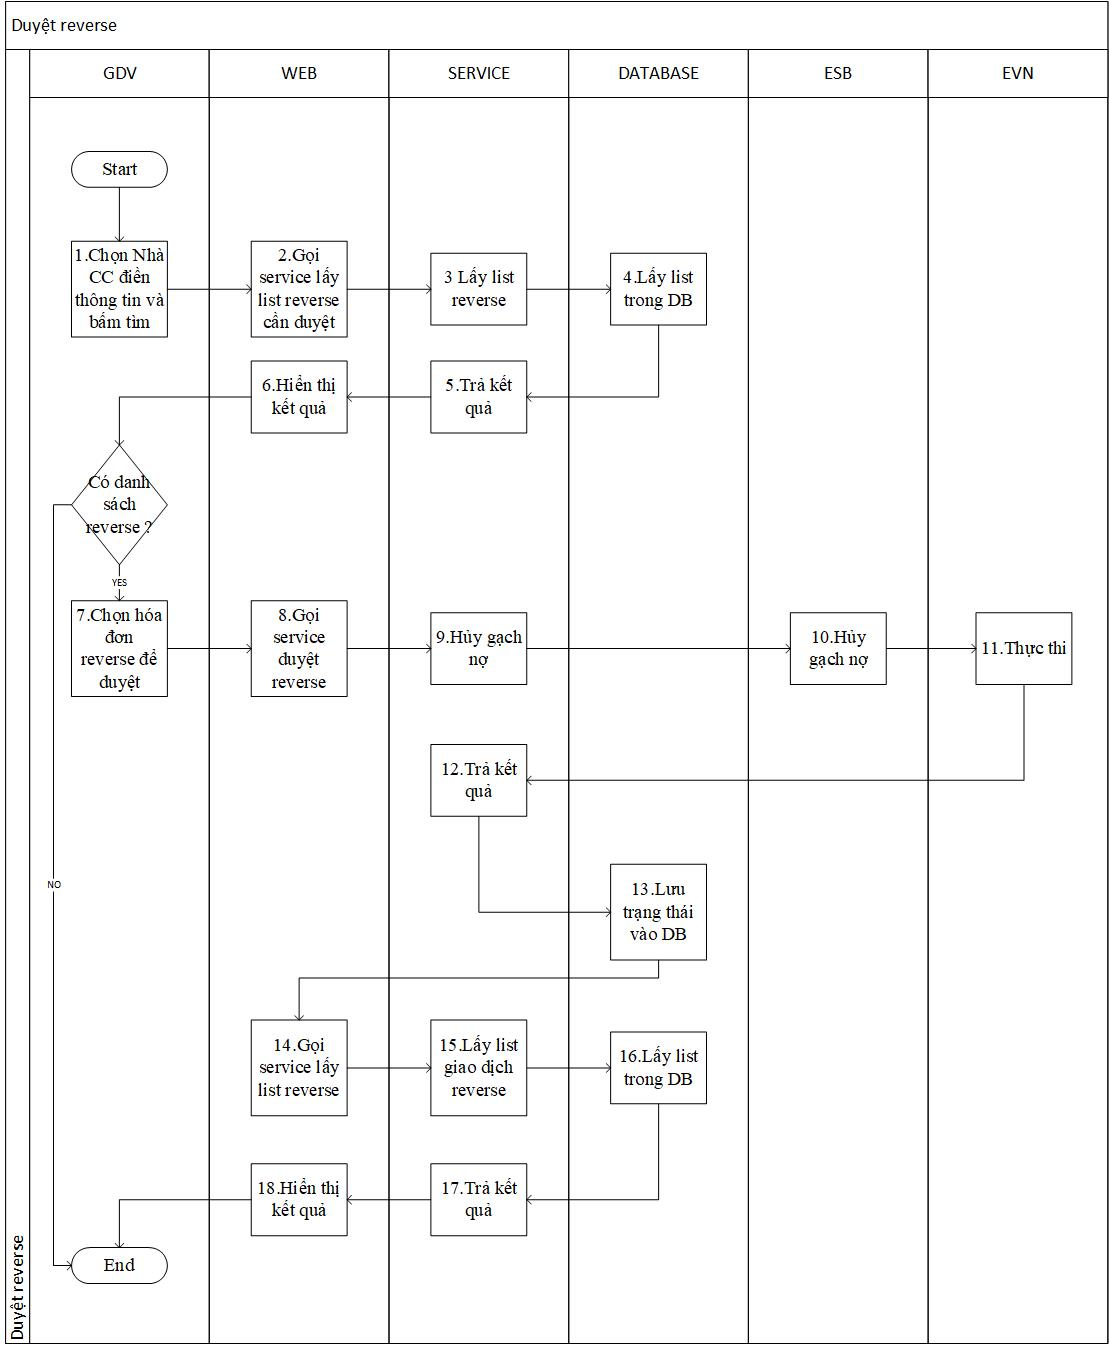 Duyệt reverse
GDV
WEB
SERVICE
DATABASE
ESB
EVN
Start
1.Chọn Nhà
CC điền
thông tin và
bấm tìm
2.Gọi
service lấy
list reverse
cần duyệt
3 Lấy list
reverse
4.Lấy list
trong DB
6.Hiển thị
kết quả
5.Trả kết
quả
Có danh
sách
reverse ?
YES
7.Chọn hóa
đơn
reverse để
duyệt
8.Gọi
service
duyệt
reverse
9.Hủy gạch
nợ
10.Hủy
gạch nợ
11.Thực thi
12.Trả kết
quả
NO
13.Lưu
trạng thái
vào DB
14.Gọi
service lấy
list reverse
15.Lấy list
giao dịch
reverse
16.Lấy list
trong DB
18.Hiển thị
kết quả
17.Trả kết
quả
End
Duyệt reverse